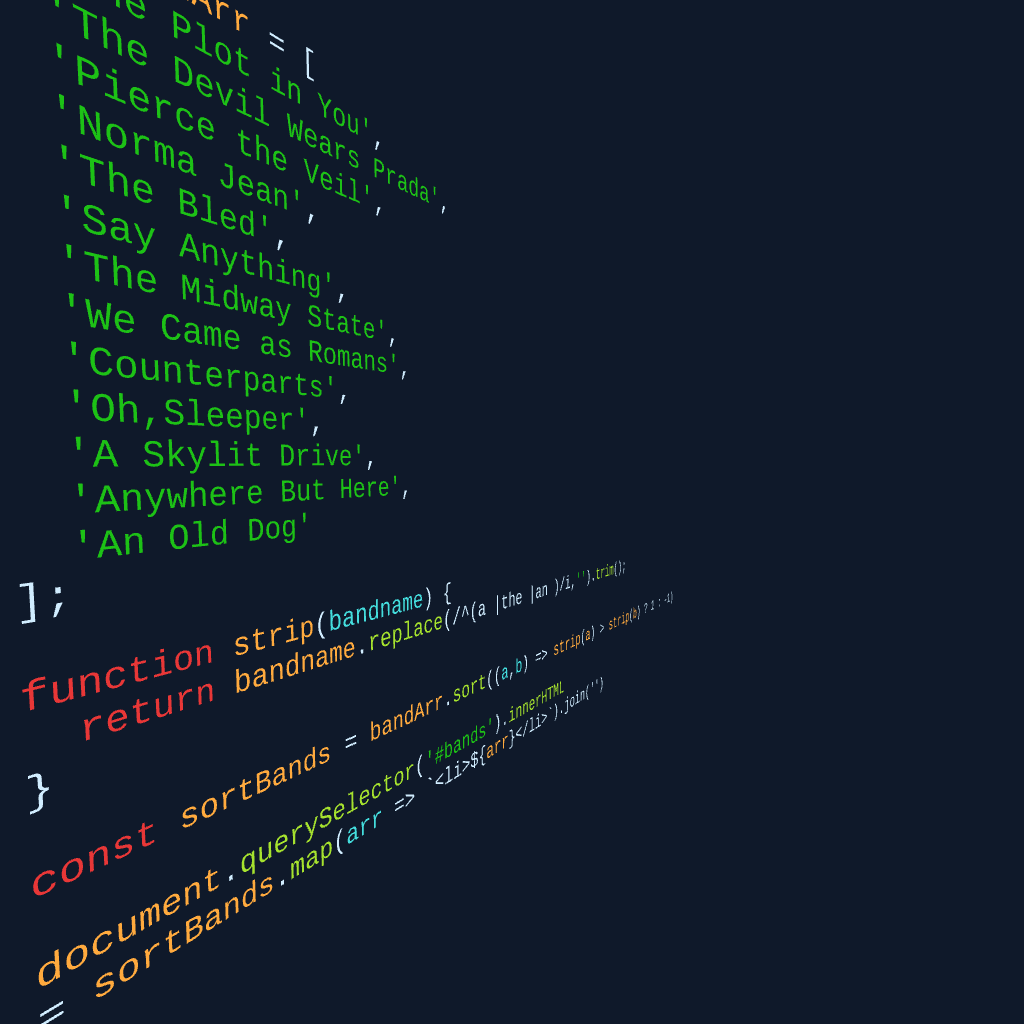 Arr = [
'The Plot in You',
'The Devil Wears Prada',
'Pierce the Veil',
'Norma Jean',
'The Bled',
'Say Anything',
'The Midway State',
'We Came as Romans',
'Counterparts',
'Oh,Sleeper',
'A Skylit Drive',
'Anywhere But Here',
'An Old Dog'
];
function strip(bandname) {
return bandname.replace(/^(a |the |an )/i,'').trim();
}
const sortBands = bandArr.sort((a,b) => strip(a) > strip(b) ? 1 : -1)
document.querySelector('#bands').innerHTML
= sortBands.map(arr => `<li>${arr}</li>`).join('')